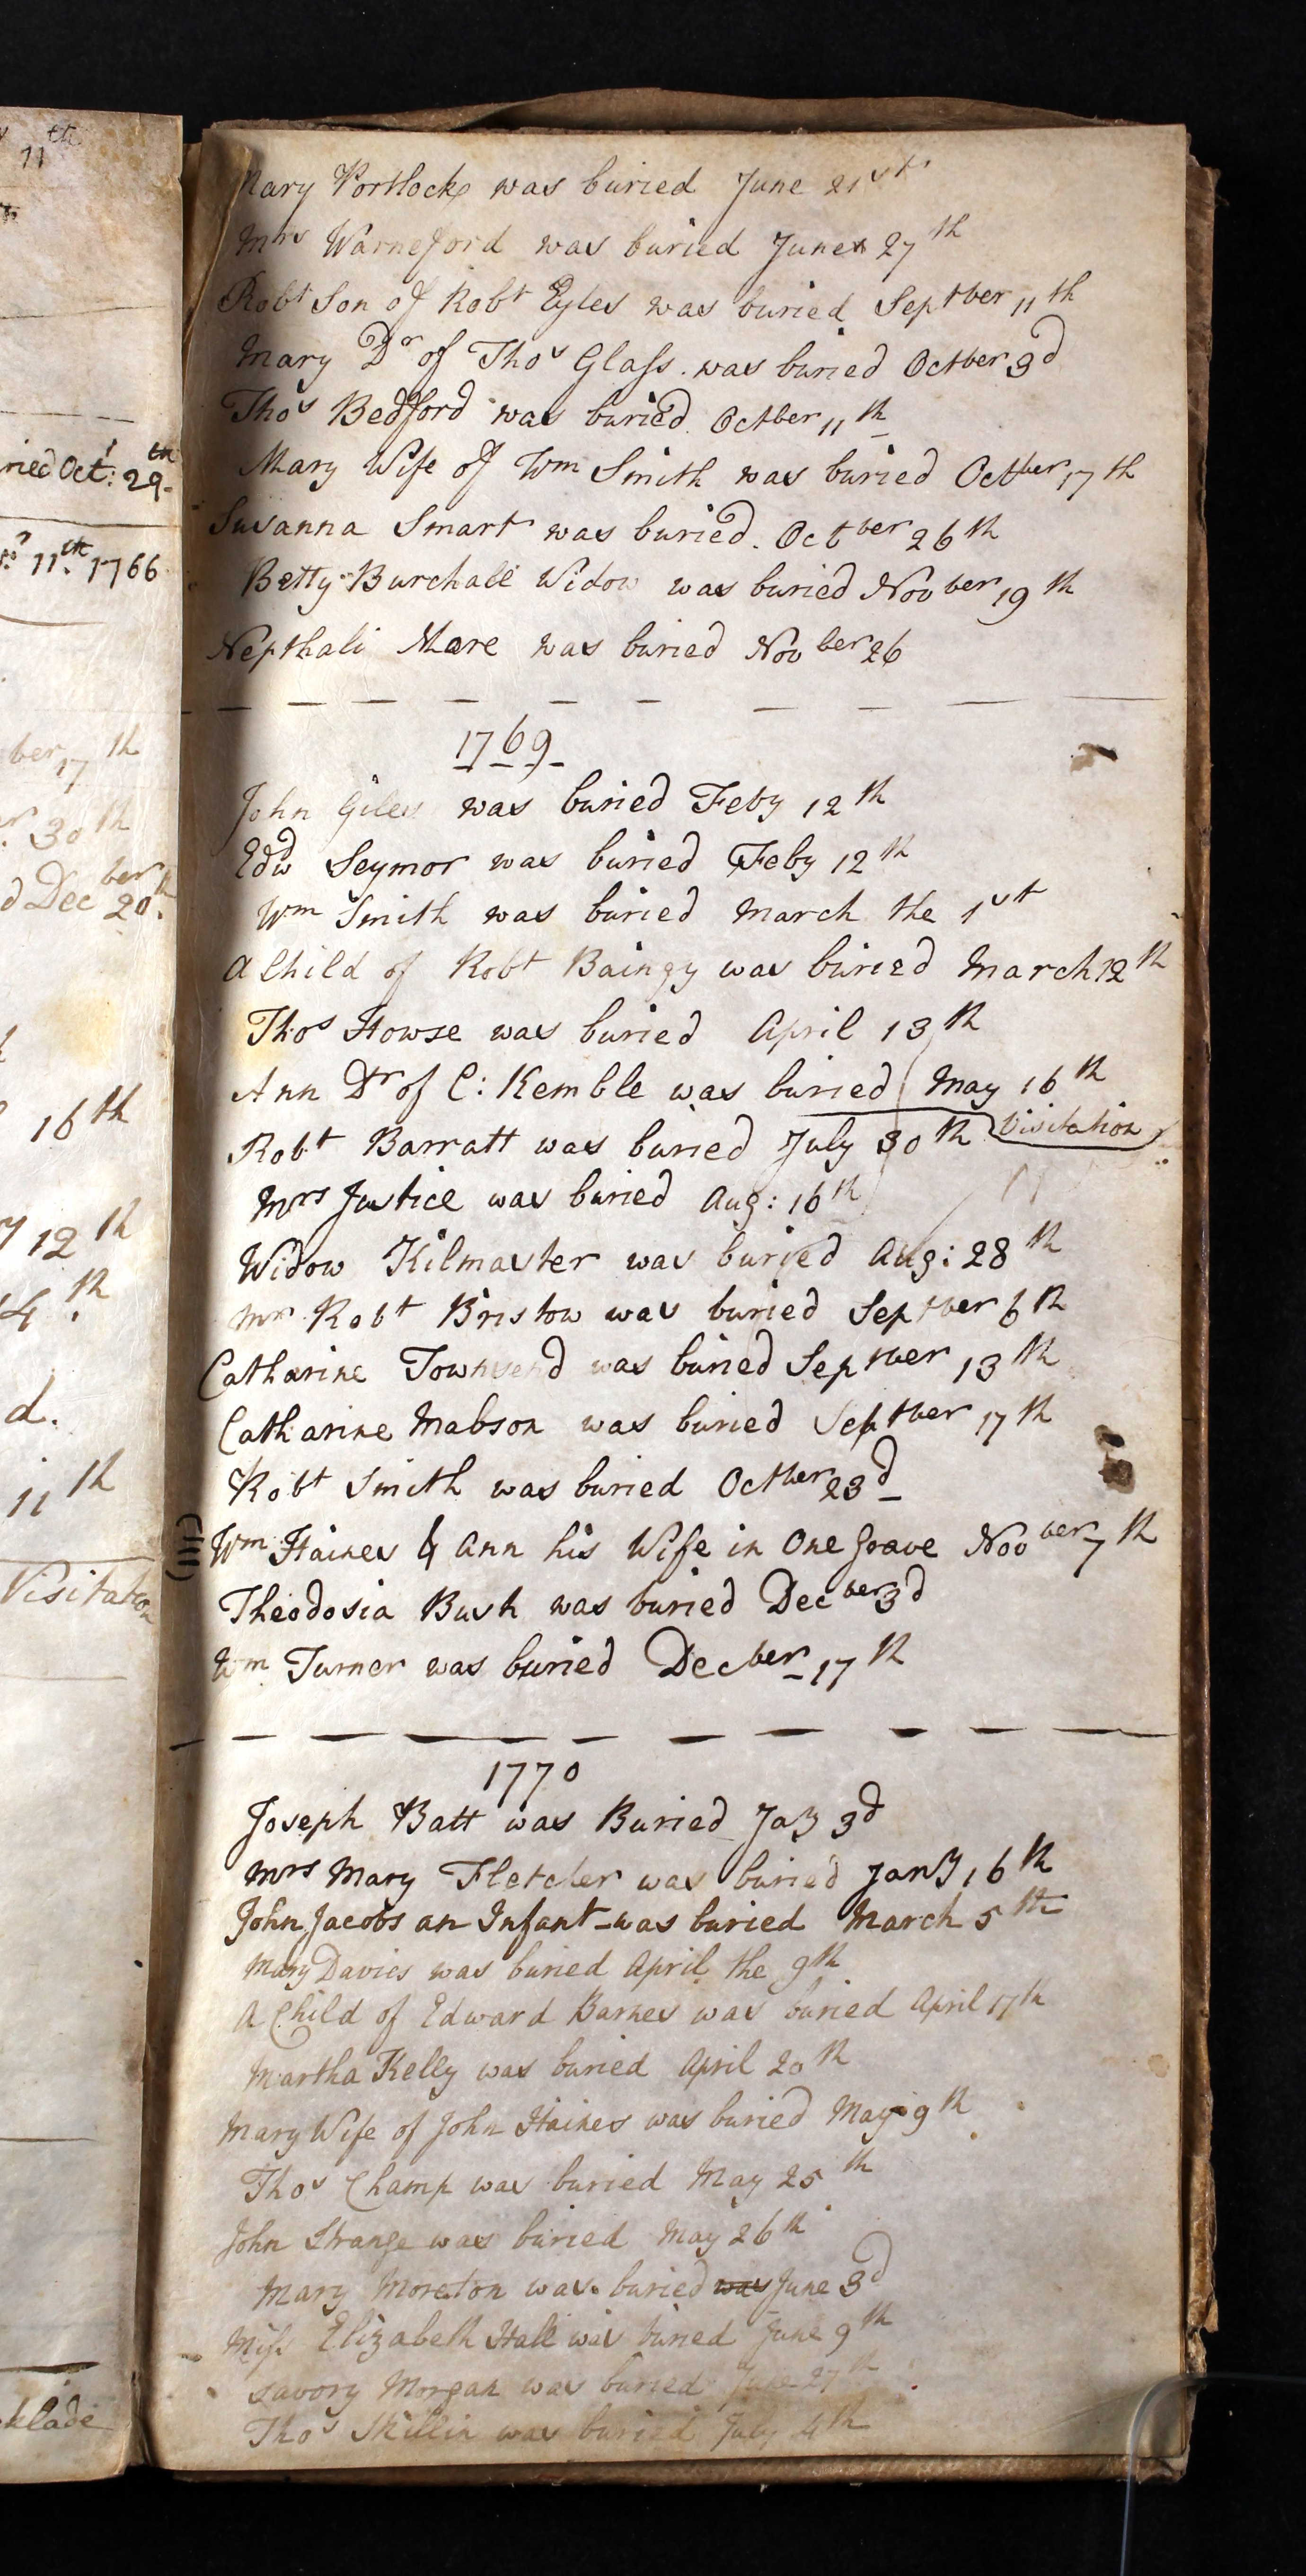 11th
ried Oct: 29th
11th 1766
ber 17th
30th
d Decber 20th
16th
12th
4th
d.
11th
Visitation
klade
Mary Portlock was buried June 21st
Mrs Warneford was buried June 27th
Robt Son of Robt Eyles was buried Septber 11th
Mary Dr of Thos Glass was buried Octber 3d
Thos Bedford was buried Octber 11th
Mary Wife of Wm Smith was buried Octber 17th
Susanna Smart was buried Octber 26th
Betty Burchall Widow was buried Novber 19th
Nepthali Mare was buried Novber 26
1769
John Giles was buried Feby 12th
Edw Seymor was buried Feby 12th
Wm Smith was buried March the 1st
A Child of Robt Baingy was buried March 12th
Thos Howse was buried April 13th
Ann Dr of C: Kemble was buried May 16th
Robt Barratt was buried July 30th Visitation
Mrs Justice was buried Aug: 16th
Widow Kilmaster was buried Aug: 28th
Mr Robt Bristow was buried Septber 6th
Catharine Townsend was buried Septber 13th
Catharine Mabson was buried Septber 17th
Robt Smith was buried Octber 23d
Wm Haines & Ann his Wife in One Grave Novber 7th
Theodosia Bush was buried Decber 3d
Wm Turner was buried Decber 17th
1770
Joseph Batt was Buried Jay 3d
Mrs Mary Fletcher was buried Jany 16th
John Jacobs an Infant was buried March 5th
Mary Davies was buried April the 9th
A Child of Edward Barnes was buried April 17th
Martha Kelly was buried April 20th
Mary Wife of John Haines was buried May 9th
Thos Champ was buried May 25th
John Strange was buried May 26th
Mary Moreton was buried was June 3d
Miss Elizabeth Hall was buried June 9th
Savory Morgan was buried June 27th
Thos Skillin was buried July 4th